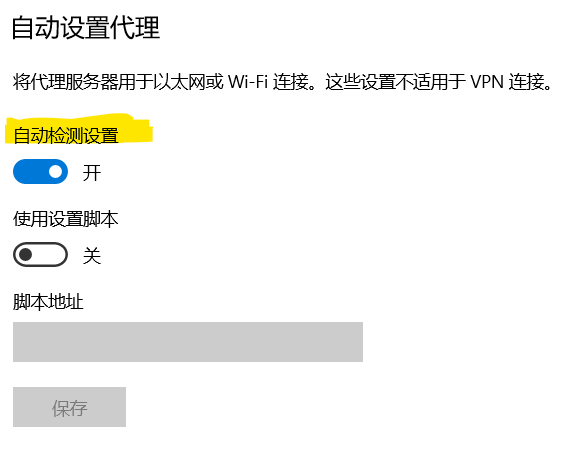 自动设置代理
将代理服务器用于以太网或 Wi-Fi 连接。这些设置不适用于 VPN 连接。
自动检测设置
开
使用设置脚本
关
脚本地址
保存